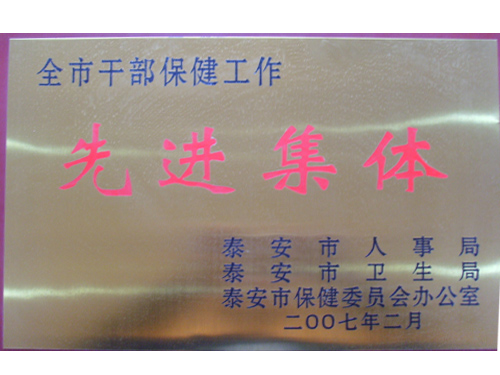 全市干部保健工作
先进集体
泰安市人事局
泰安市卫生局
泰安市保健委员会办公室
二〇〇七年二月